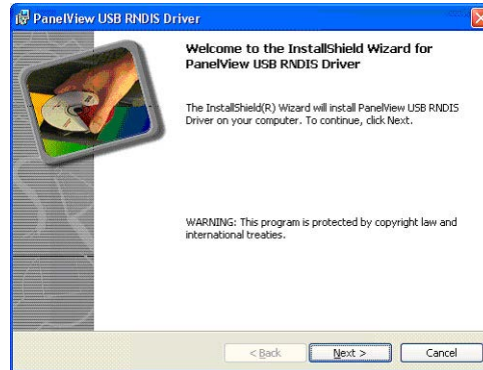 PanelView USB RNDIS Driver
Welcome to the InstallShield Wizard for
PanelView USB RNDIS Driver
The InstallShield(R) Wizard will install PanelView USB RNDIS
Driver on your computer. To continue, click Next.
WARNING: This program is protected by copyright law and
international treaties.
< Back
Next >
Cancel